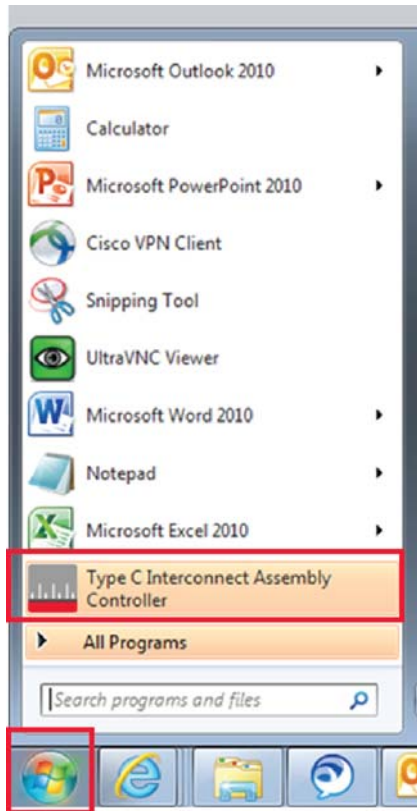 Microsoft Outlook 2010
Calculator
Microsoft PowerPoint 2010
Cisco VPN Client
Snipping Tool
UltraVNC Viewer
Microsoft Word 2010
Notepad
Microsoft Excel 2010
Type C Interconnect Assembly
Controller
All Programs
Search programs and files